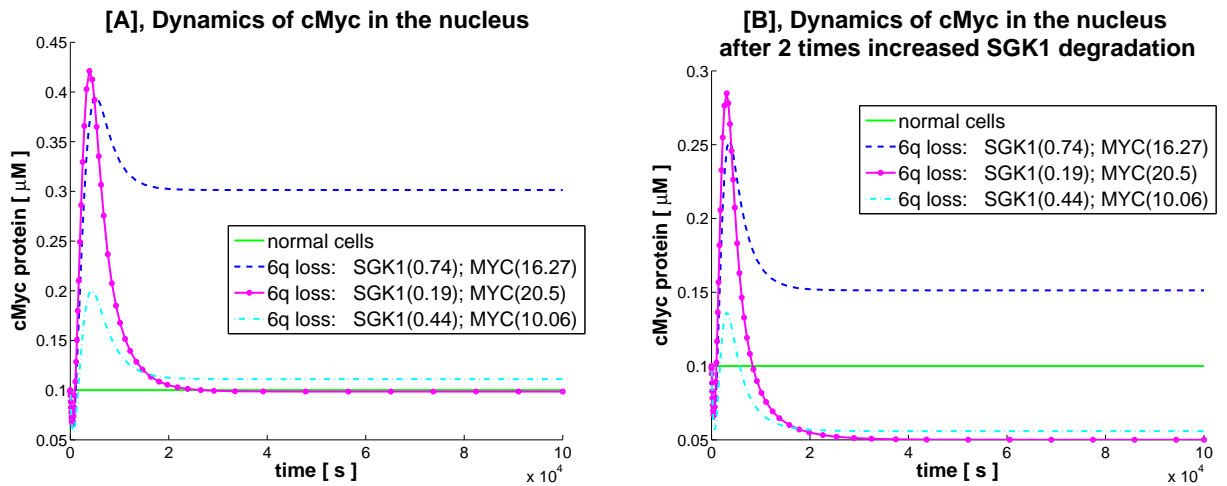 [A], Dynamics of cMyc in the nucleus
0.45
0.4
0.35
0.3
0.25
0.2
0.15
0.1
0.05
cMyc protein [ μM ]
normal cells
6q loss: SGK1(0.74); MYC(16.27)
6q loss: SGK1(0.19); MYC(20.5)
6q loss: SGK1(0.44); MYC(10.06)
0 2 4 6 8 10
time [ s ]
x 10^4
[B], Dynamics of cMyc in the nucleus
after 2 times increased SGK1 degradation
0.3
0.25
0.2
0.15
0.1
0.05
cMyc protein [ μM ]
normal cells
6q loss: SGK1(0.74); MYC(16.27)
6q loss: SGK1(0.19); MYC(20.5)
6q loss: SGK1(0.44); MYC(10.06)
0 2 4 6 8 10
time [ s ]
x 10^4